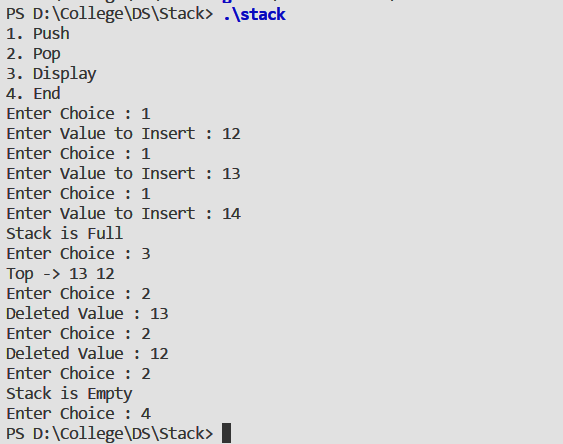 PS D:\College\DS\Stack> .\stack
1. Push
2. Pop
3. Display
4. End
Enter Choice : 1
Enter Value to Insert : 12
Enter Choice : 1
Enter Value to Insert : 13
Enter Choice : 1
Enter Value to Insert : 14
Stack is Full
Enter Choice : 3
Top -> 13 12
Enter Choice : 2
Deleted Value : 13
Enter Choice : 2
Deleted Value : 12
Enter Choice : 2
Stack is Empty
Enter Choice : 4
PS D:\College\DS\Stack>